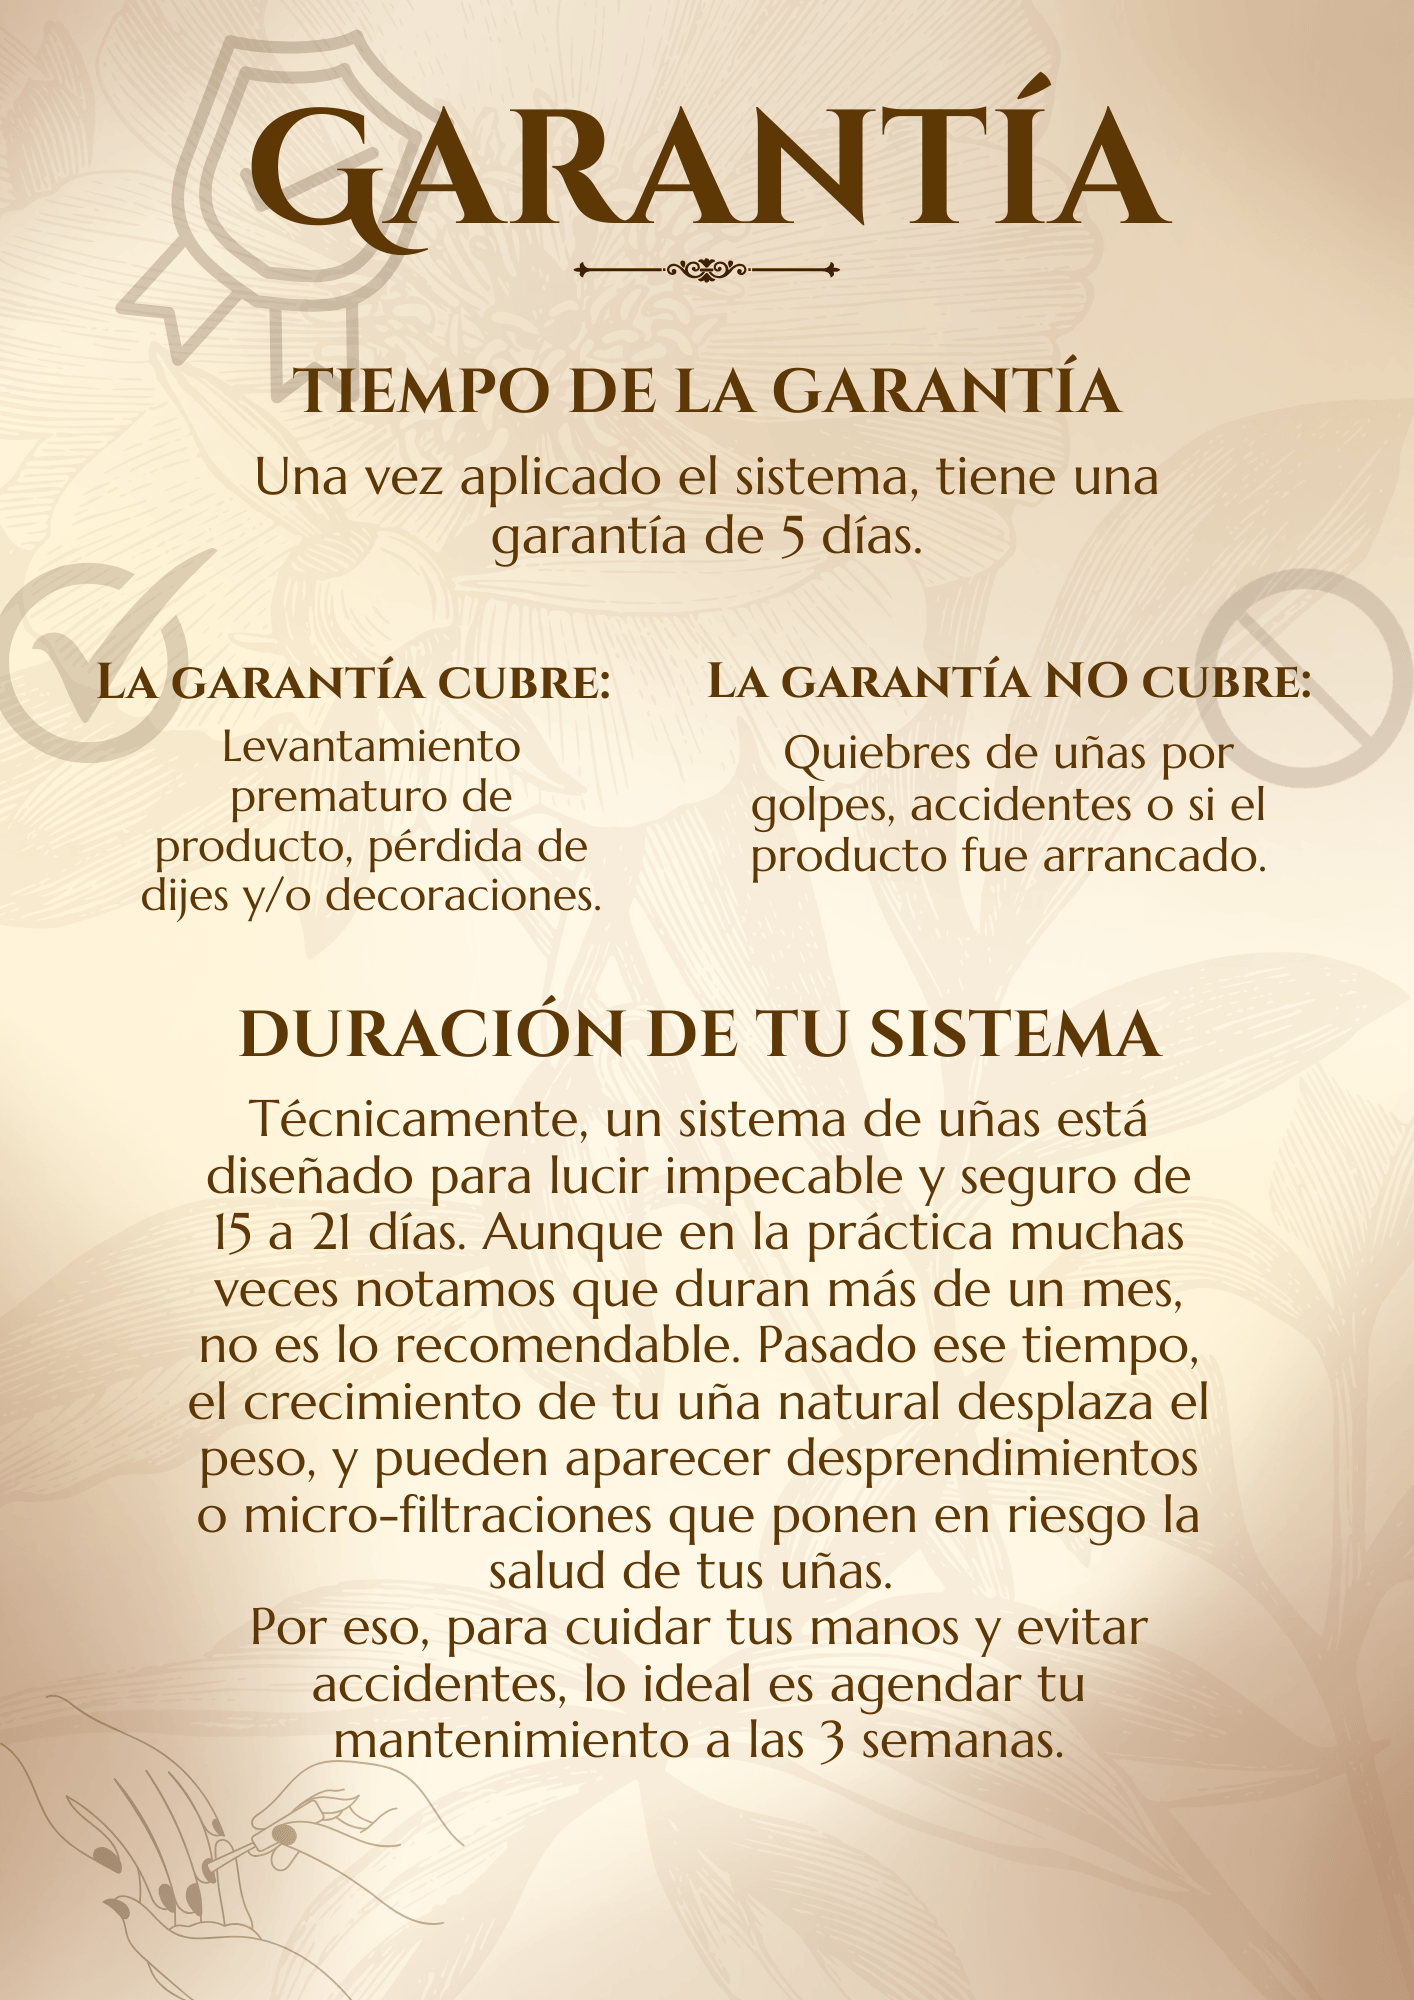 GARANTÍA
TIEMPO DE LA GARANTÍA
Una vez aplicado el sistema, tiene una
garantía de 5 días.
LA GARANTÍA CUBRE:
Levantamiento
prematuro de
producto, pérdida de
dijes y/o decoraciones.
LA GARANTÍA NO CUBRE:
Quiebres de uñas por
golpes, accidentes o si el
producto fue arrancado.
DURACIÓN DE TU SISTEMA
Técnicamente, un sistema de uñas está
diseñado para lucir impecable y seguro de
15 a 21 días. Aunque en la práctica muchas
veces notamos que duran más de un mes,
no es lo recomendable. Pasado ese tiempo,
el crecimiento de tu uña natural desplaza el
peso, y pueden aparecer desprendimientos
o micro-filtraciones que ponen en riesgo la
salud de tus uñas.
Por eso, para cuidar tus manos y evitar
accidentes, lo ideal es agendar tu
mantenimiento a las 3 semanas.